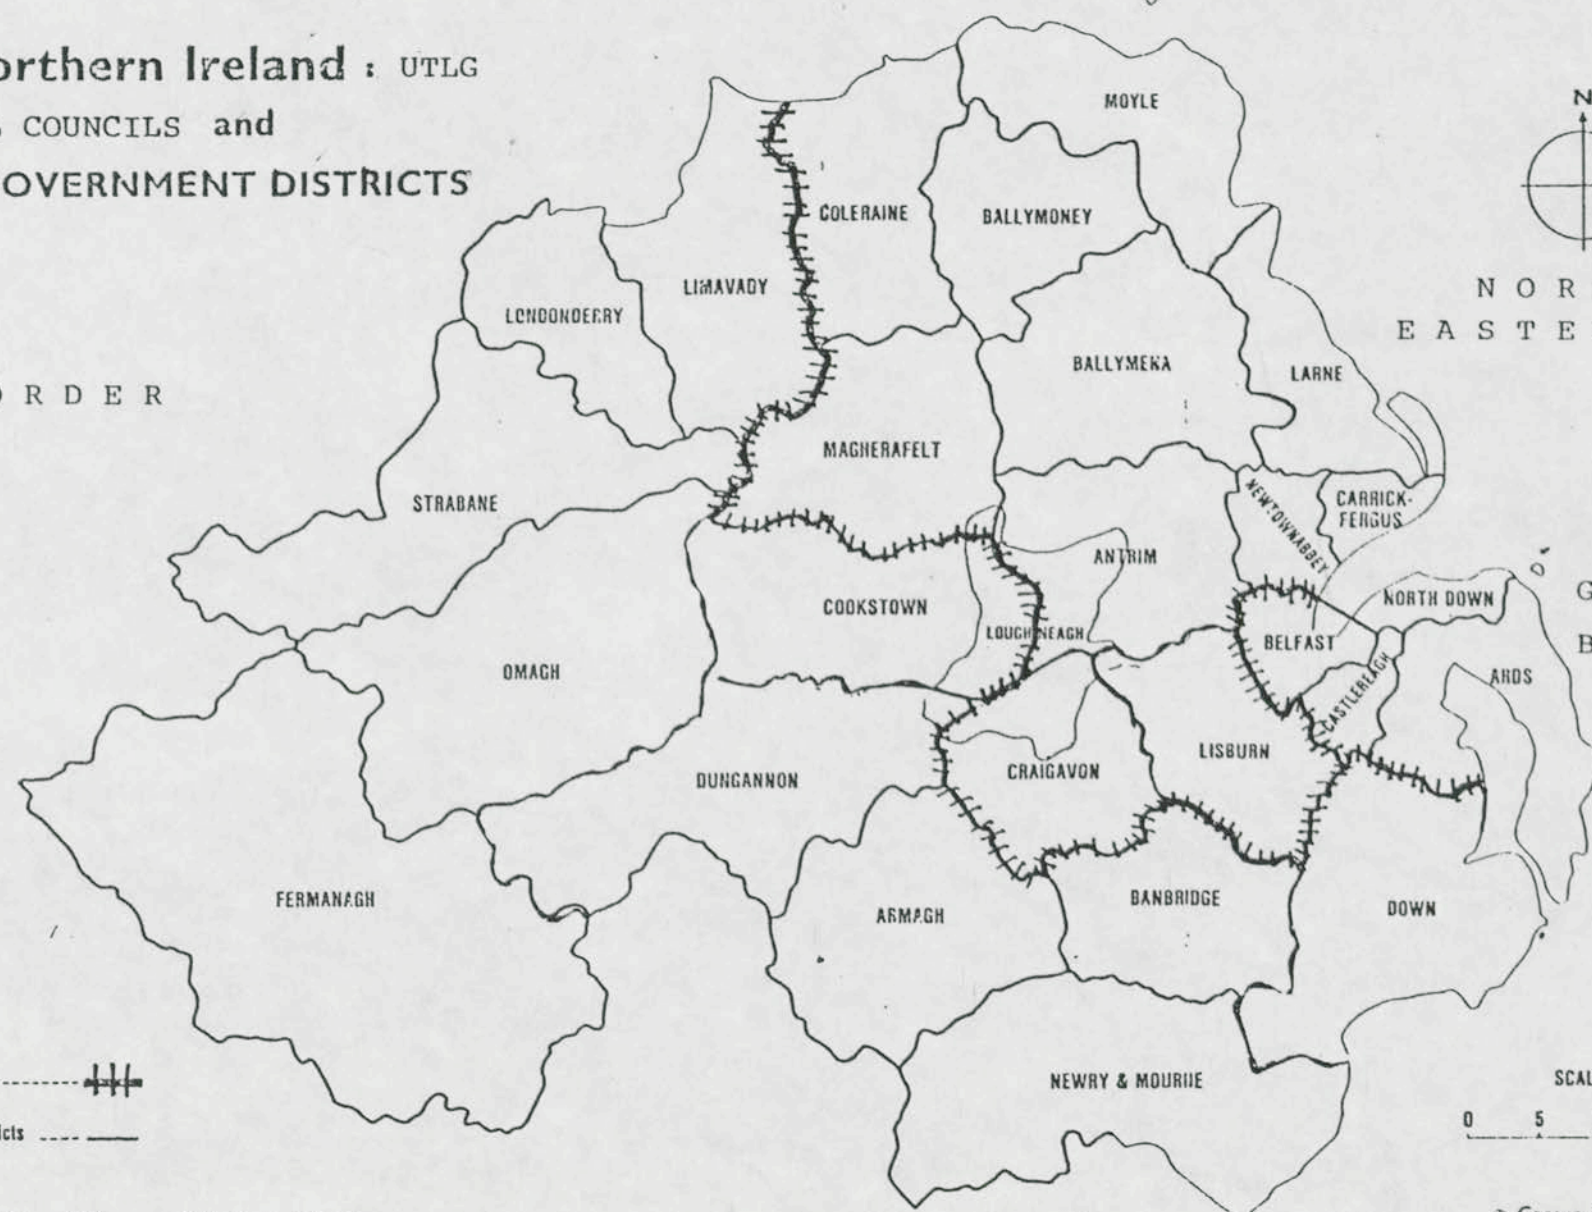 orthern Ireland : UTLG
COUNCILS and
OVERNMENT DISTRICTS
N
MOYLE
COLERAINE
BALLYMONEY
LIMAVADY
LONDONDERRY
NOR
EASTE
BALLYMENA
LARNE
ORDER
MAGHERAFELT
STRABANE
NEWTOWNABBEY
CARRICK-
FERGUS
ANTRIM
COOKSTOWN
NORTH DOWN
G
LOUGH NEAGH
BELFAST
B
OMAGH
CASTLEREAGH
ARDS
DUNGANNON
CRAIGAVON
LISBURN
FERMANAGH
ARMAGH
BANBRIDGE
DOWN
NEWRY & MOURNE
SCAL
icts
0 5